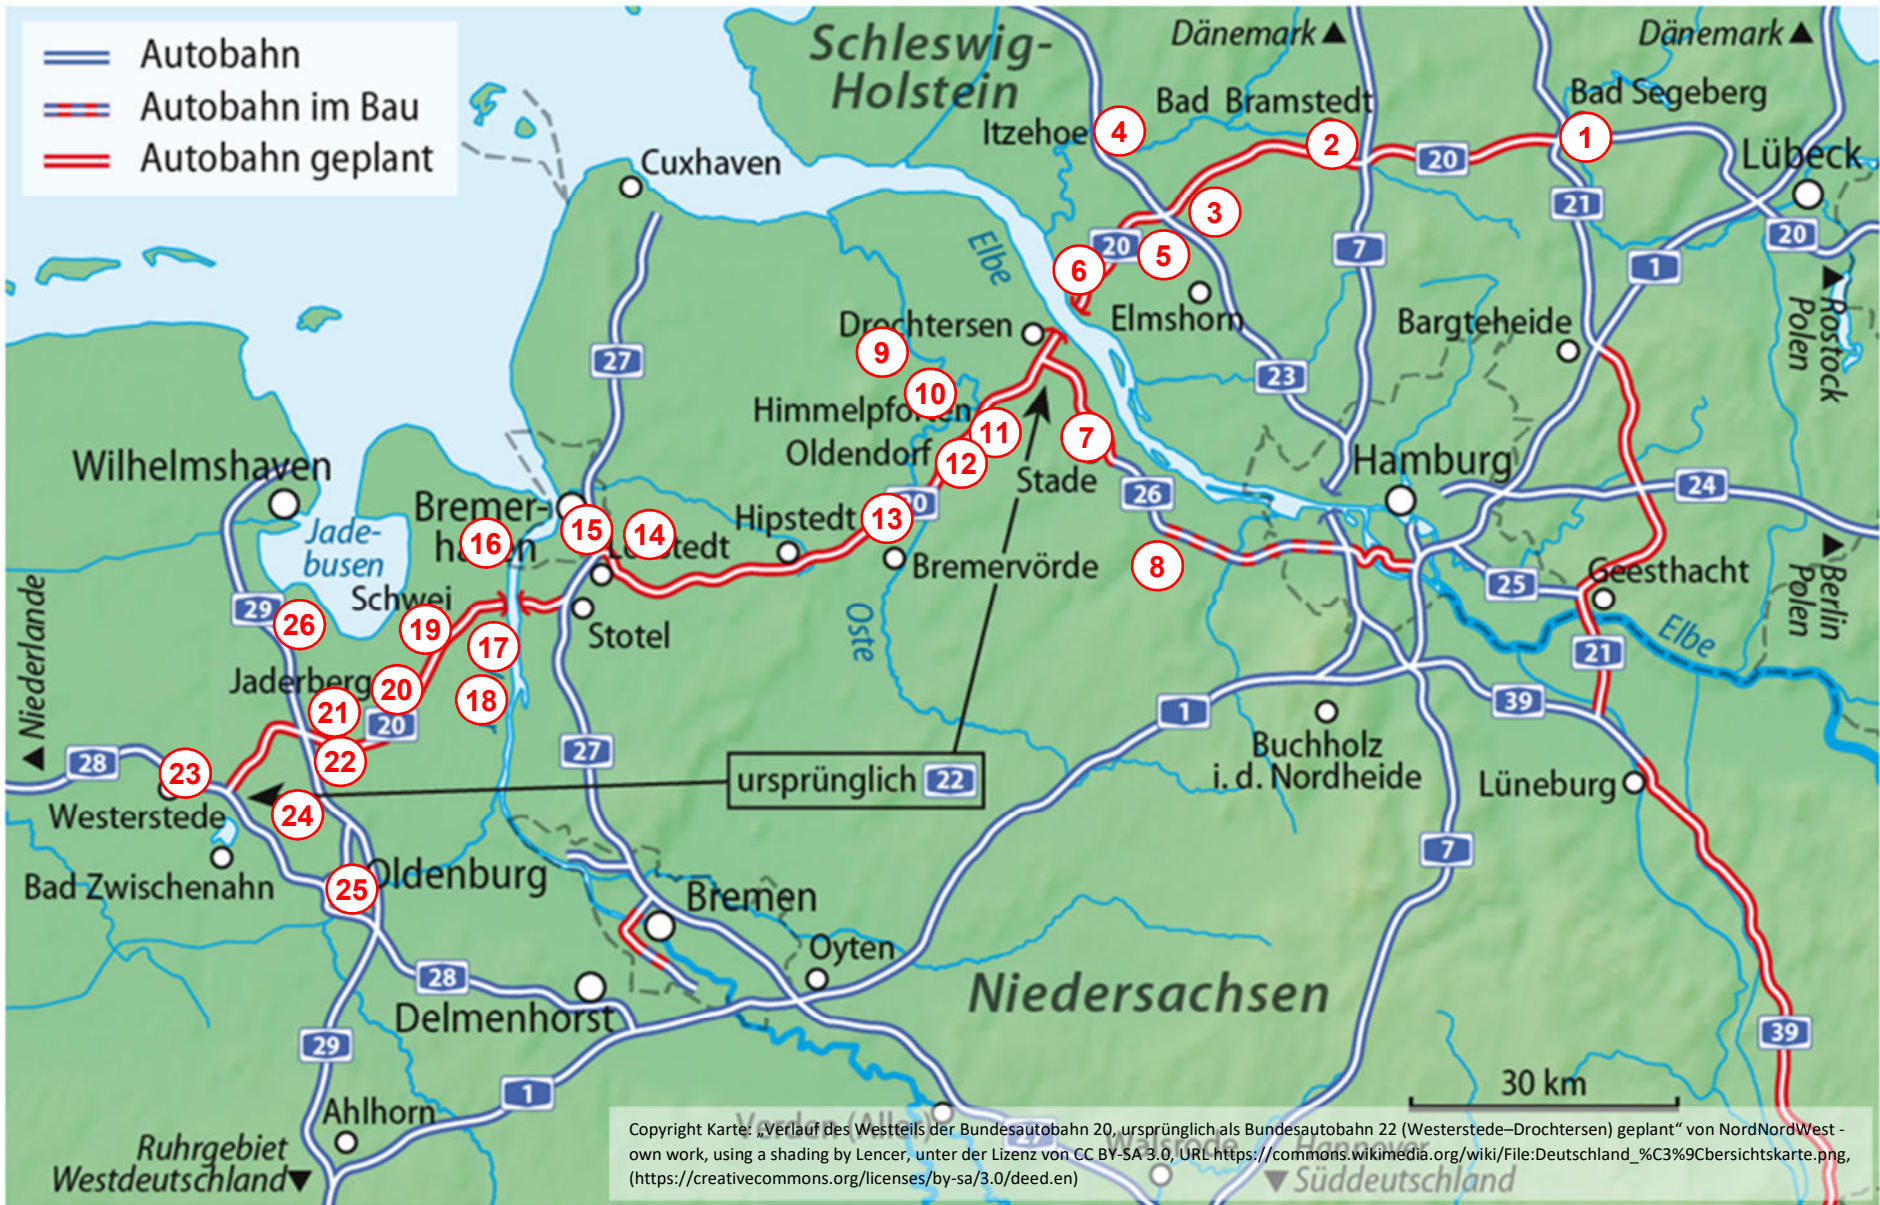 Autobahn
Autobahn im Bau
Autobahn geplant
Schleswig-
Holstein
Dänemark ▲
Dänemark ▲
Bad Bramstedt
Bad Segeberg
Itzehoe
4
2
1
20
Lübeck
Cuxhaven
3
21
20
Elbe
20
5
7
6
1
Elmshorn
Drochtersen
Bargteheide
▲ Rostock
Polen
9
27
23
10
Himmelpforten
11
7
Oldendorf
12
Hamburg
Wilhelmshaven
Stade
26
24
Bremer-
haven
Jade-
busen
15
14
Hipstedt
13
20
16
Loxstedt
8
Bremervörde
25
Geesthacht
▲ Berlin
Polen
Schwei
29
26
19
17
Stotel
Oste
Elbe
21
▲ Niederlande
Jaderberg
20
18
21
20
1
39
28
22
27
23
ursprünglich 22
Buchholz
i. d. Nordheide
Lüneburg
Westerstede
24
7
Bad Zwischenahn
25
Oldenburg
Bremen
Oyten
28
Niedersachsen
Delmenhorst
29
39
1
30 km
Ahlhorn
Verden (Aller)
27
Walsrode
Hannover
▼ Süddeutschland
Ruhrgebiet
Westdeutschland ▼
Copyright Karte: „Verlauf des Westteils der Bundesautobahn 20, ursprünglich als Bundesautobahn 22 (Westerstede–Drochtersen) geplant“ von NordNordWest -
own work, using a shading by Lencer, unter der Lizenz von CC BY-SA 3.0, URL https://commons.wikimedia.org/wiki/File:Deutschland_%C3%9Cbersichtskarte.png,
(https://creativecommons.org/licenses/by-sa/3.0/deed.en)